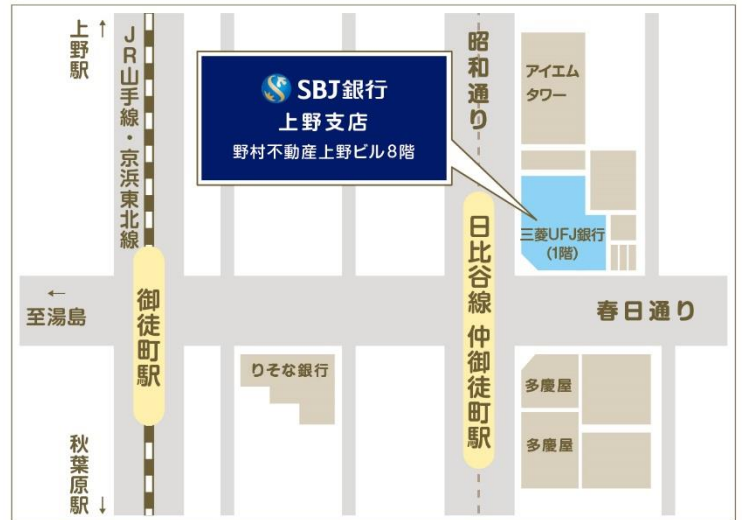 上野駅 ↑
JR山手線・京浜東北線
昭和通り
SBJ銀行
上野支店
野村不動産上野ビル8階
アイエム
タワー
三菱UFJ銀行
(1階)
←
至湯島
御徒町駅
日比谷線 仲御徒町駅
春日通り
りそな銀行
多慶屋
多慶屋
秋葉原駅 ↓